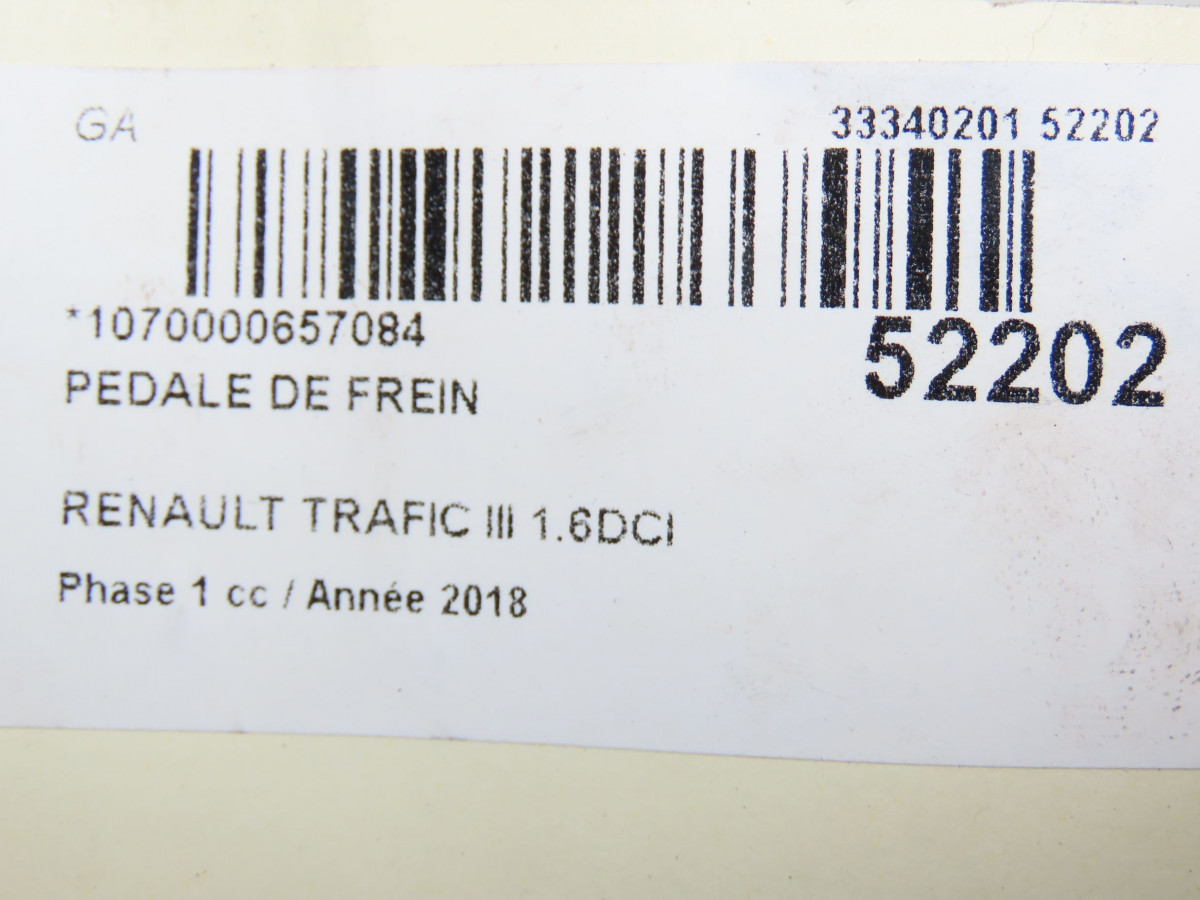 GA
33340201 52202
*1070000657084
52202
PEDALE DE FREIN
RENAULT TRAFIC III 1.6DCI
Phase 1 cc / Année 2018